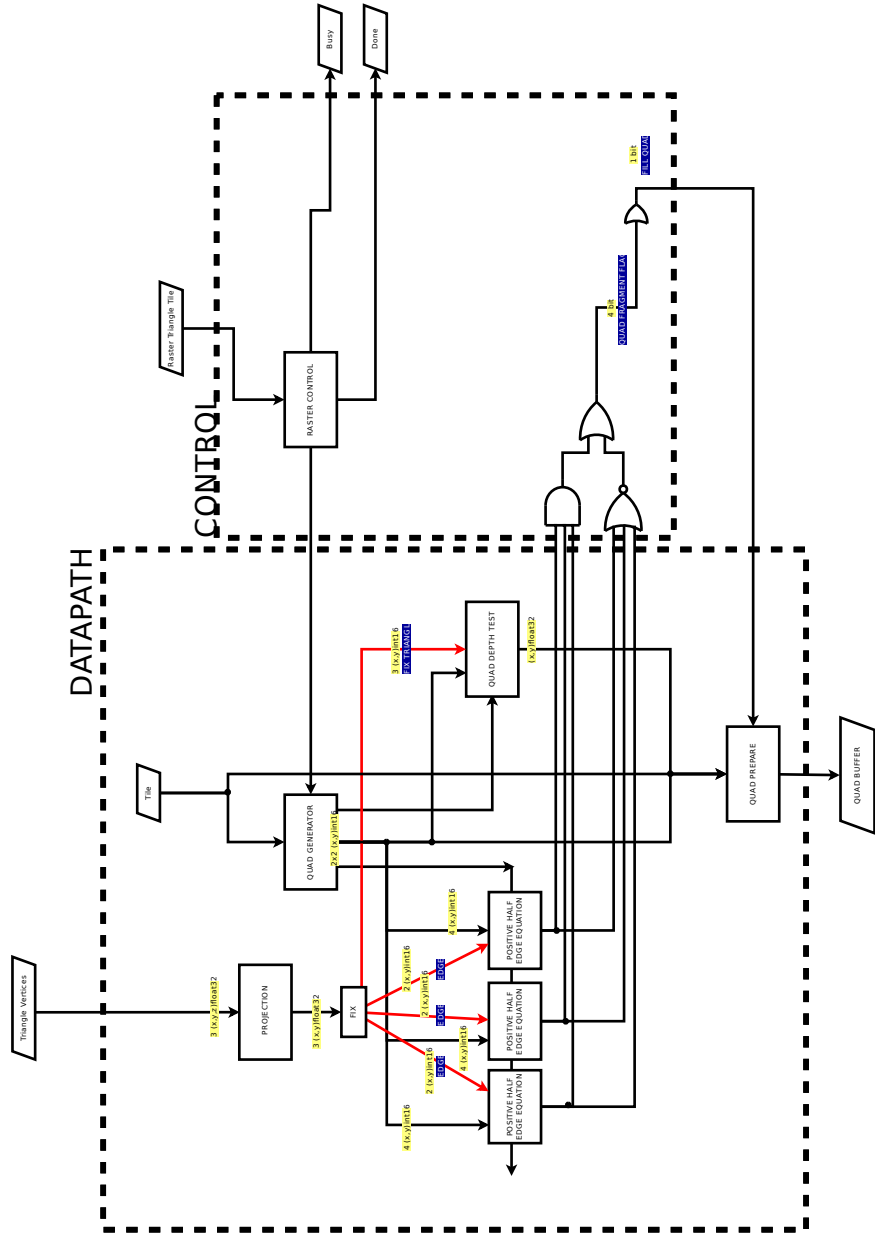 Busy
Done
Raster Triangle Tile
CONTROL
RASTER CONTROL
1 bit
FILL QUAD
4 bit
QUAD FRAGMENT FLAG
DATAPATH
Tile
QUAD GENERATOR
2x2 (x,y)int16
3 (x,y)int16
FIX TRIANGLE
QUAD DEPTH TEST
(x,y)float32
QUAD PREPARE
QUAD BUFFER
Triangle Vertices
3 (x,y,z)float32
PROJECTION
3 (x,y)float32
FIX
4 (x,y)int16
2 (x,y)int16
EDGE
POSITIVE HALF
EDGE EQUATION
2 (x,y)int16
EDGE
4 (x,y)int16
POSITIVE HALF
EDGE EQUATION
2 (x,y)int16
EDGE
4 (x,y)int16
POSITIVE HALF
EDGE EQUATION